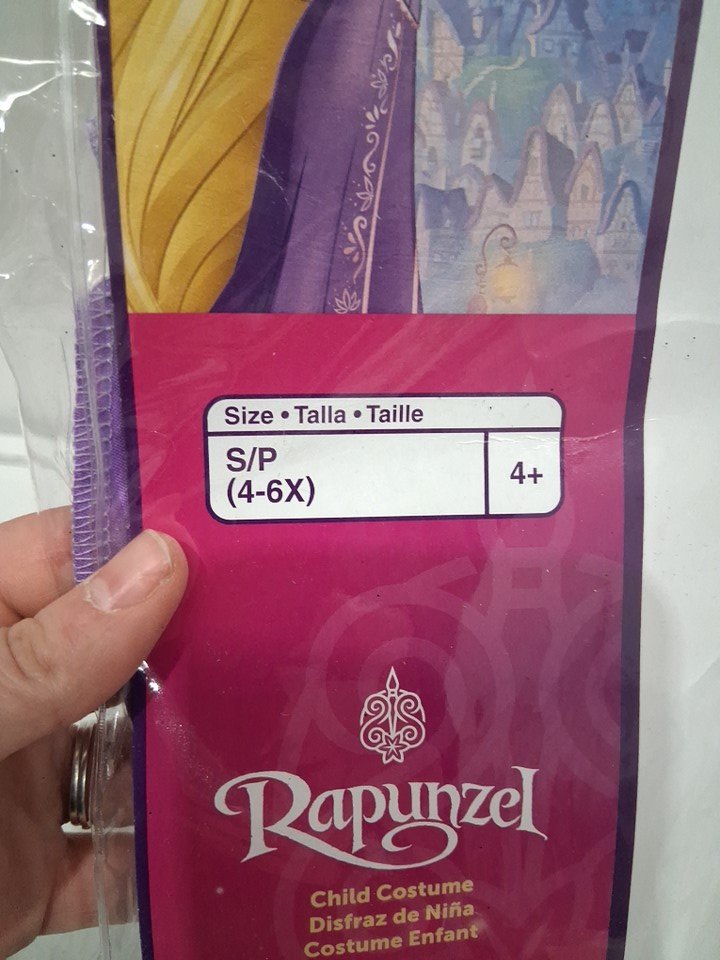 Size • Talla • Taille
S/P
(4-6X)
4+
Rapunzel
Child Costume
Disfraz de Niña
Costume Enfant